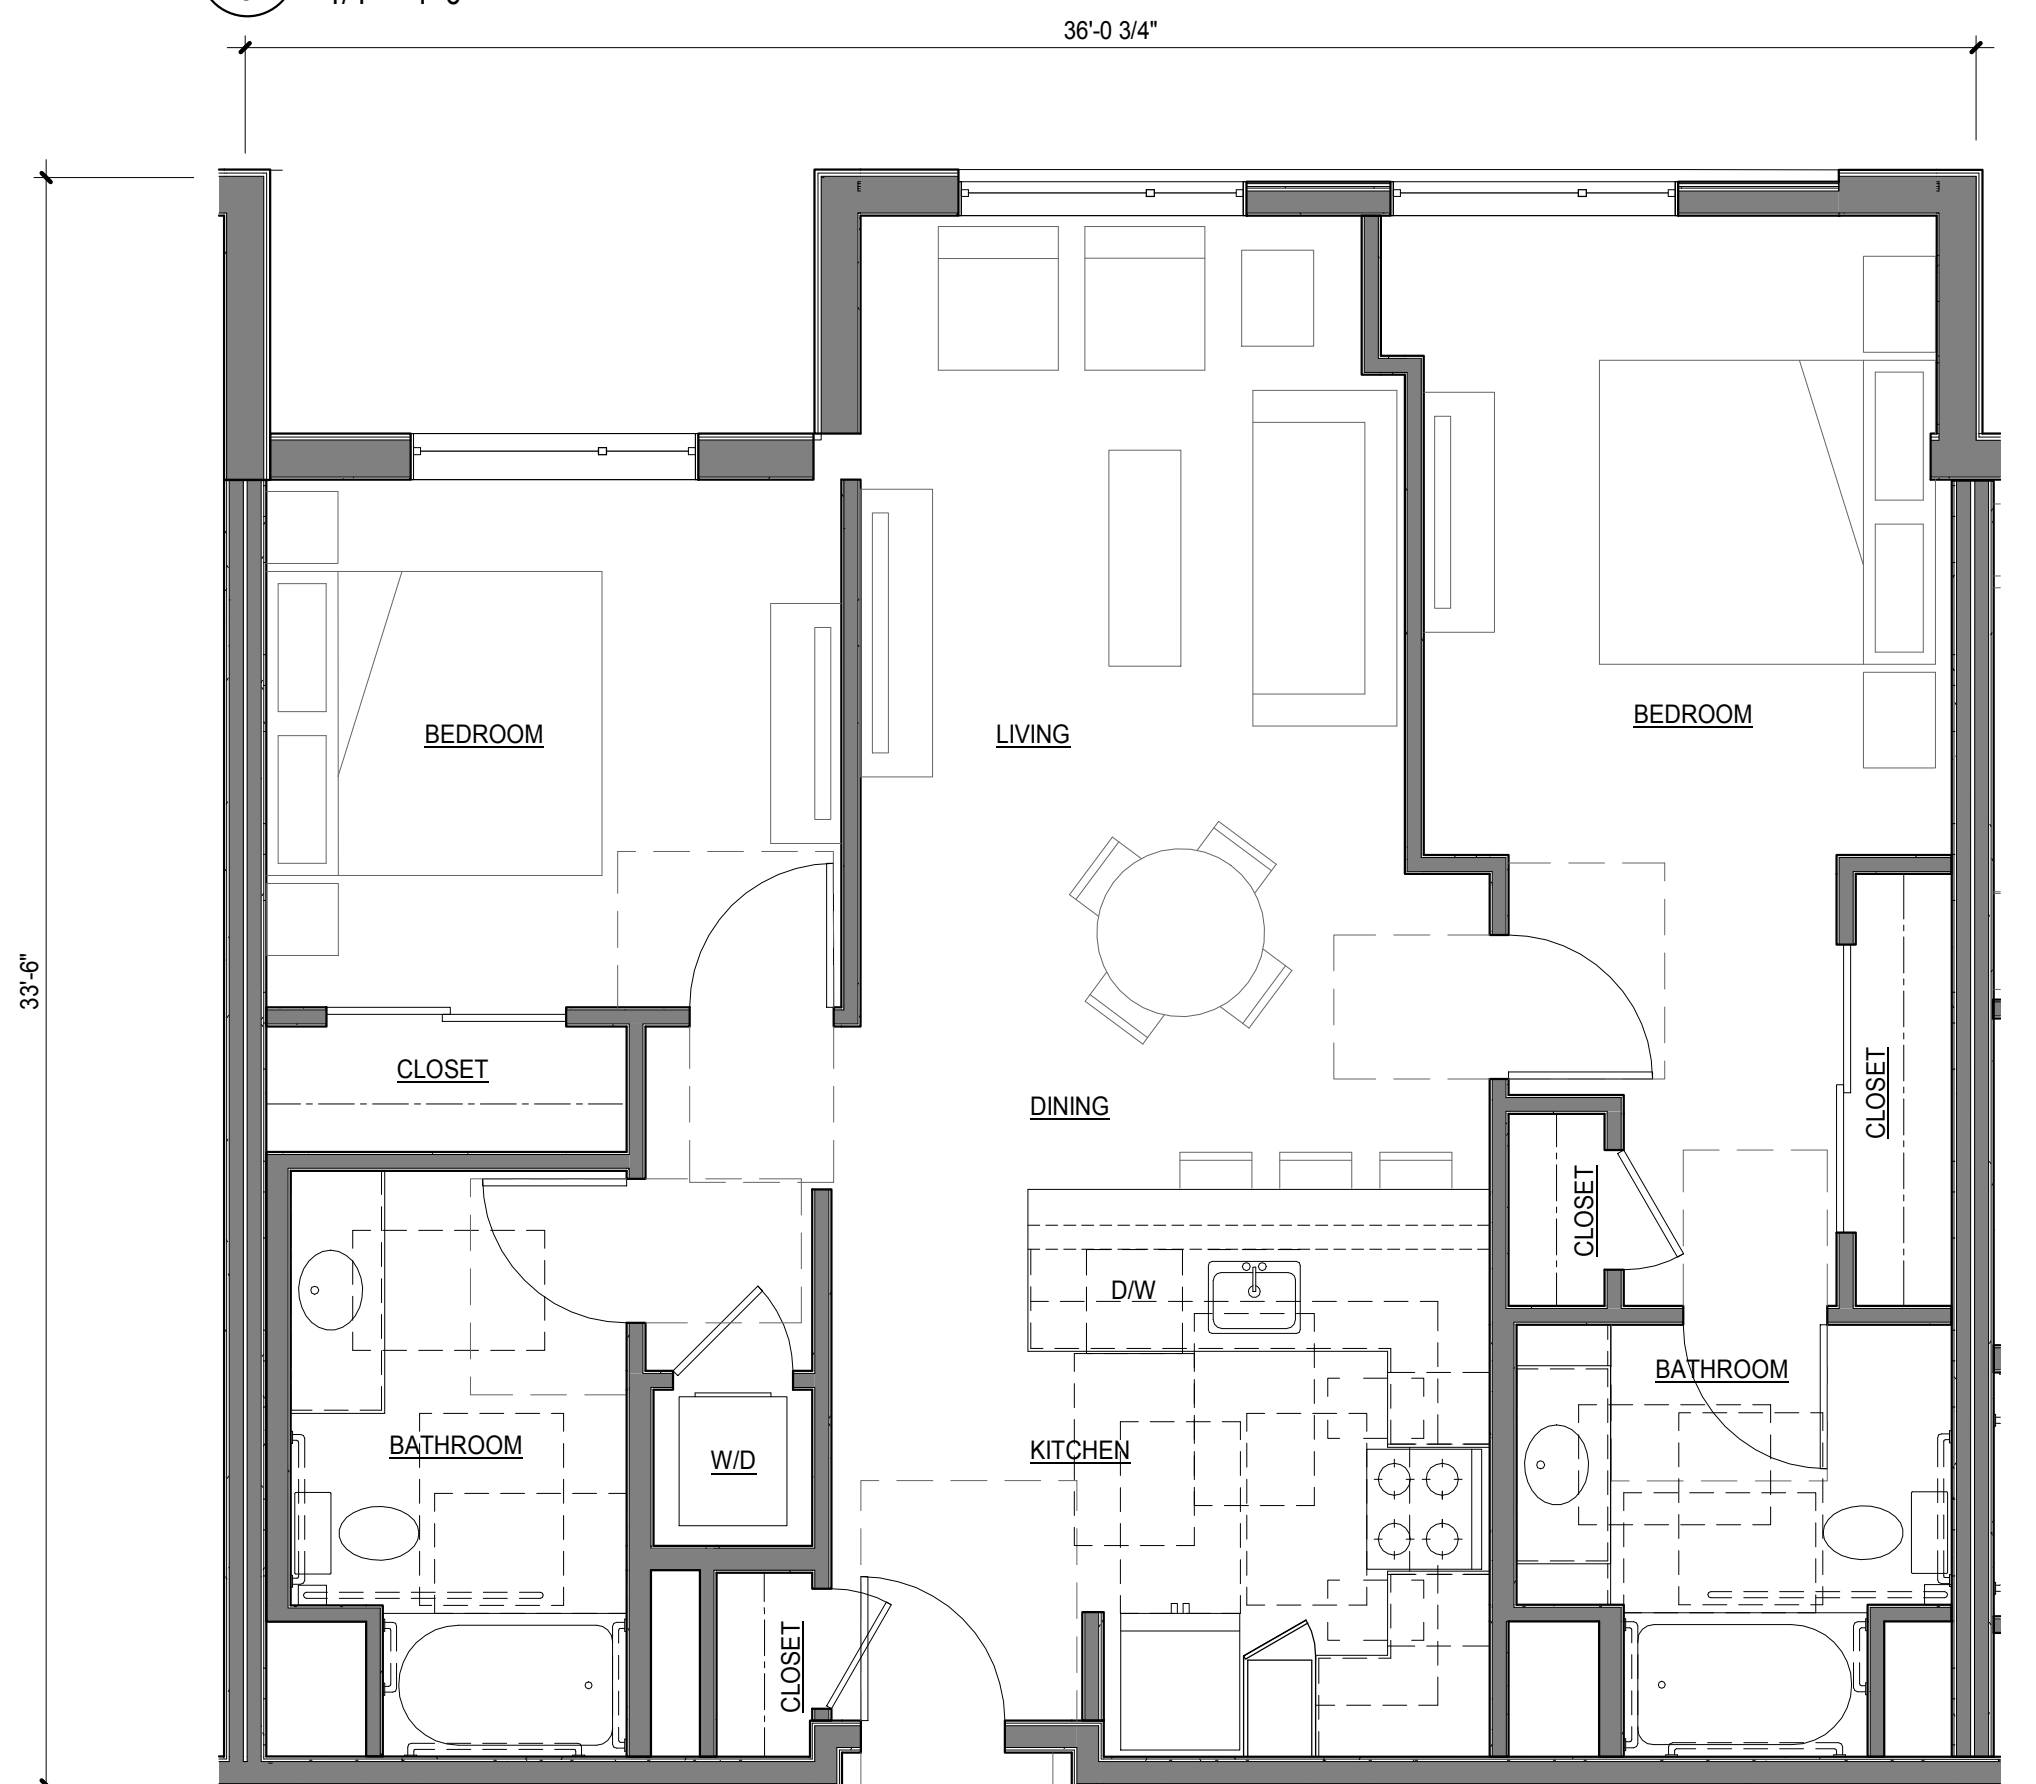 36'-0 3/4"
33'-6"
BEDROOM
LIVING
BEDROOM
CLOSET
DINING
CLOSET
CLOSET
D/W
BATHROOM
BATHROOM
W/D
KITCHEN
CLOSET